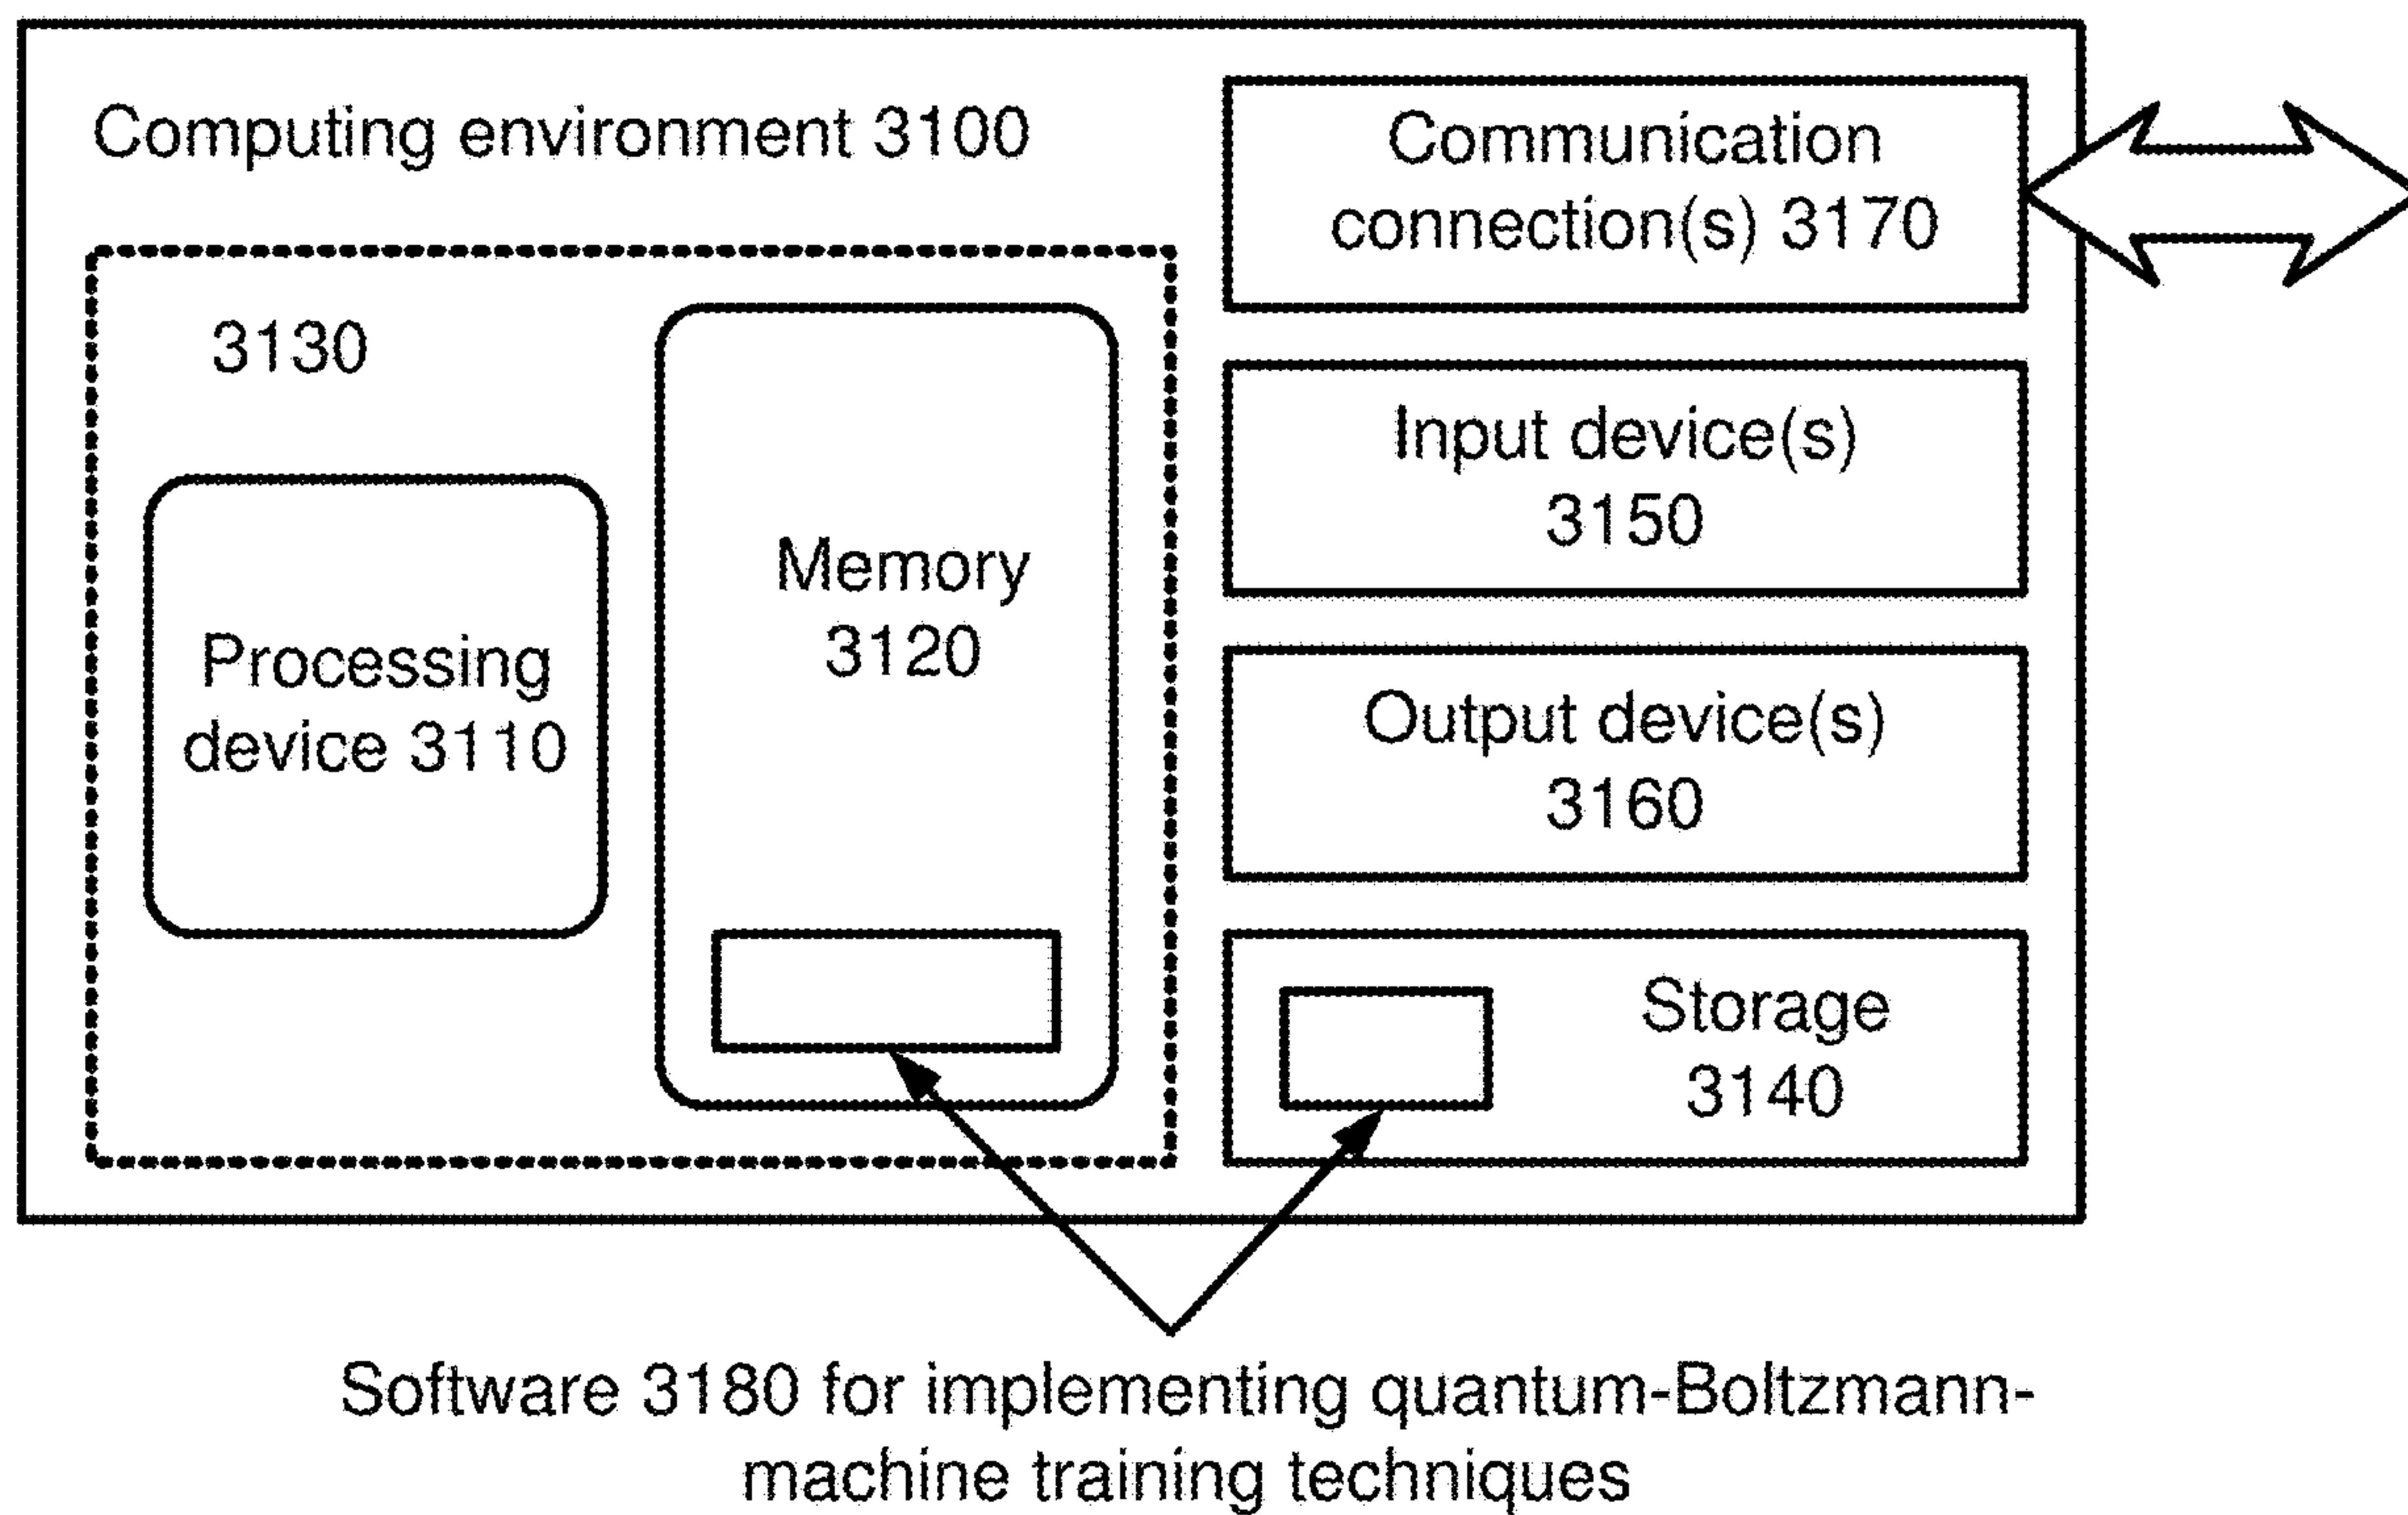 Computing environment 3100
3130
Processing
device 3110
Memory
3120
Communication
connection(s) 3170
Input device(s)
3150
Output device(s)
3160
Storage
3140
Software 3180 for implementing quantum-Boltzmann-
machine training techniques